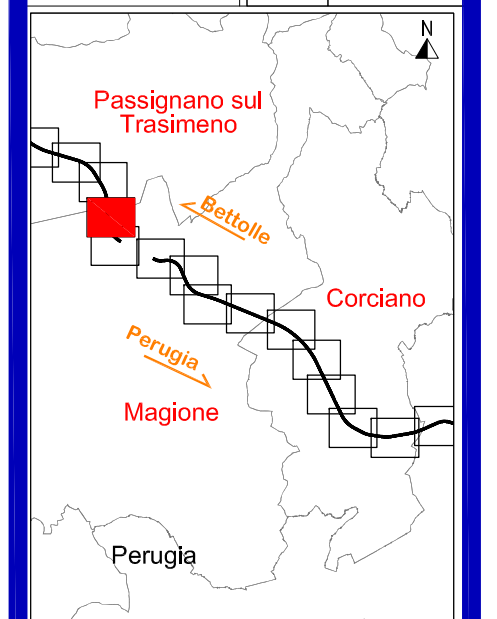 N
Passignano sul
Trasimeno
Bettolle
Corciano
Perugia
Magione
Perugia